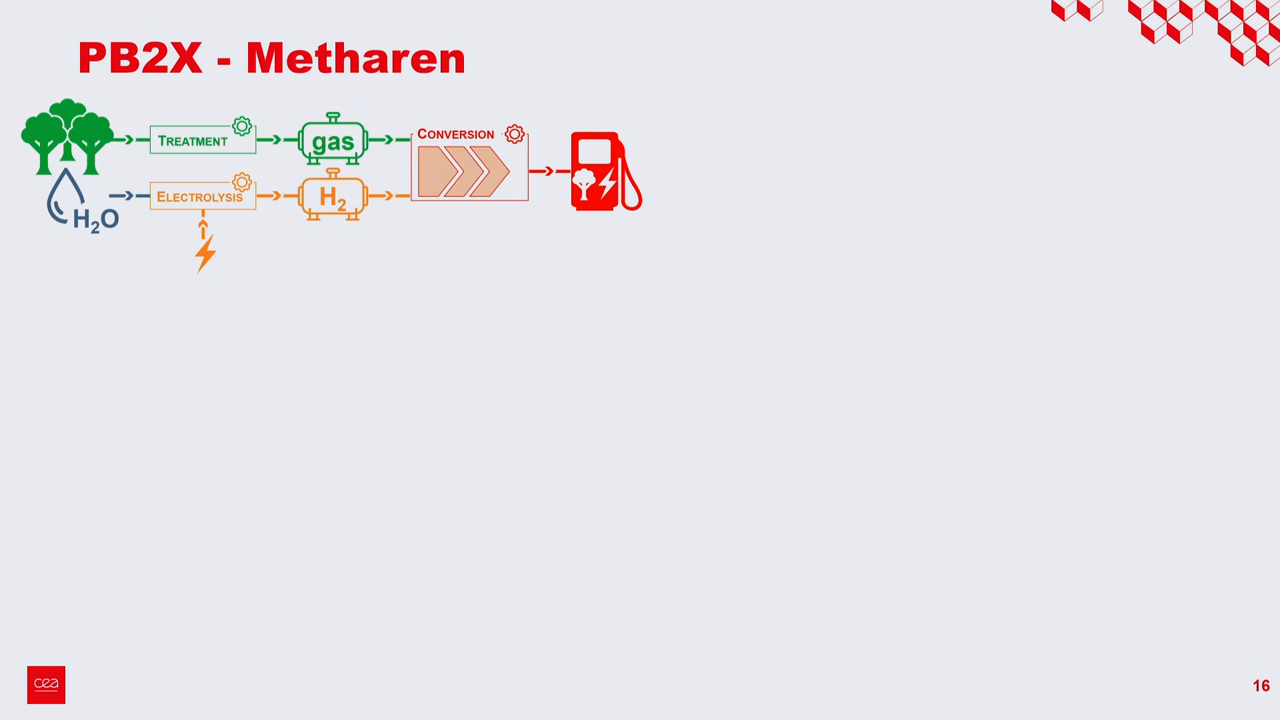 PB2X - Metharen
TREATMENT
gas
CONVERSION
H₂O
ELECTROLYSIS
H₂
cea
16